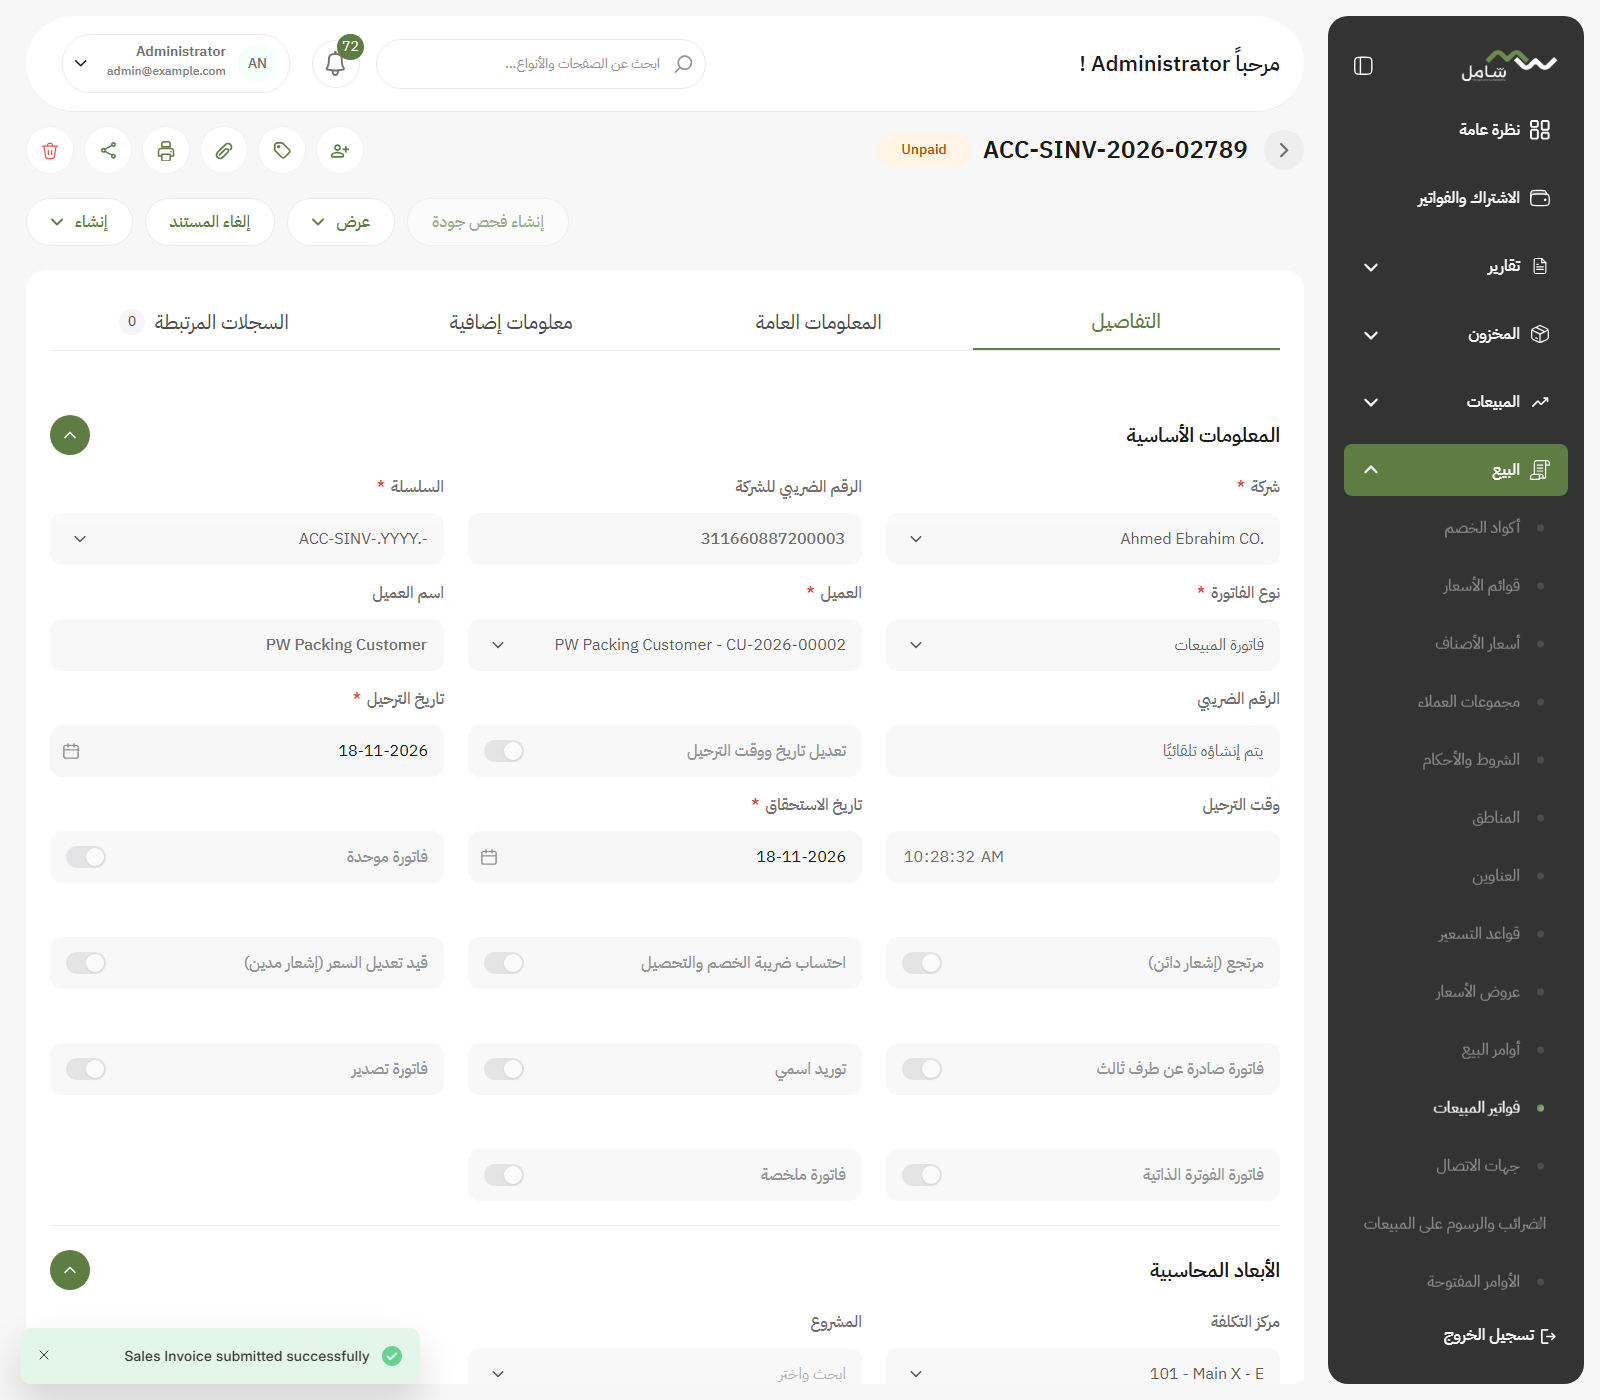 شامل
نظرة عامة
الاشتراك والفواتير
تقارير
المخزون
المبيعات
البيع
أكواد الخصم
قوائم الأسعار
أسعار الأصناف
مجموعات العملاء
الشروط والأحكام
المناطق
العناوين
قواعد التسعير
عروض الأسعار
أوامر البيع
فواتير المبيعات
جهات الاتصال
الضرائب والرسوم على المبيعات
الأوامر المفتوحة
تسجيل الخروج
مرحباً Administrator !
ابحث عن الصفحات والأنواع...
72
AN
Administrator
admin@example.com
ACC-SINV-2026-02789
Unpaid
إنشاء فحص جودة
عرض
إلغاء المستند
إنشاء
التفاصيل
المعلومات العامة
معلومات إضافية
السجلات المرتبطة 0
المعلومات الأساسية
شركة *
الرقم الضريبي للشركة
السلسلة *
Ahmed Ebrahim CO.
311660887200003
ACC-SINV-.YYYY.-
نوع الفاتورة *
العميل *
اسم العميل
فاتورة المبيعات
PW Packing Customer - CU-2026-00002
PW Packing Customer
الرقم الضريبي
تاريخ الترحيل *
يتم إنشاؤه تلقائيًا
تعديل تاريخ ووقت الترحيل
18-11-2026
وقت الترحيل
تاريخ الاستحقاق *
10:28:32 AM
18-11-2026
فاتورة موحدة
مرتجع (إشعار دائن)
احتساب ضريبة الخصم والتحصيل
قيد تعديل السعر (إشعار مدين)
فاتورة صادرة عن طرف ثالث
توريد اسمي
فاتورة تصدير
فاتورة الفوترة الذاتية
فاتورة ملخصة
الأبعاد المحاسبية
مركز التكلفة
المشروع
101 - Main X - E
ابحث واختر
Sales Invoice submitted successfully